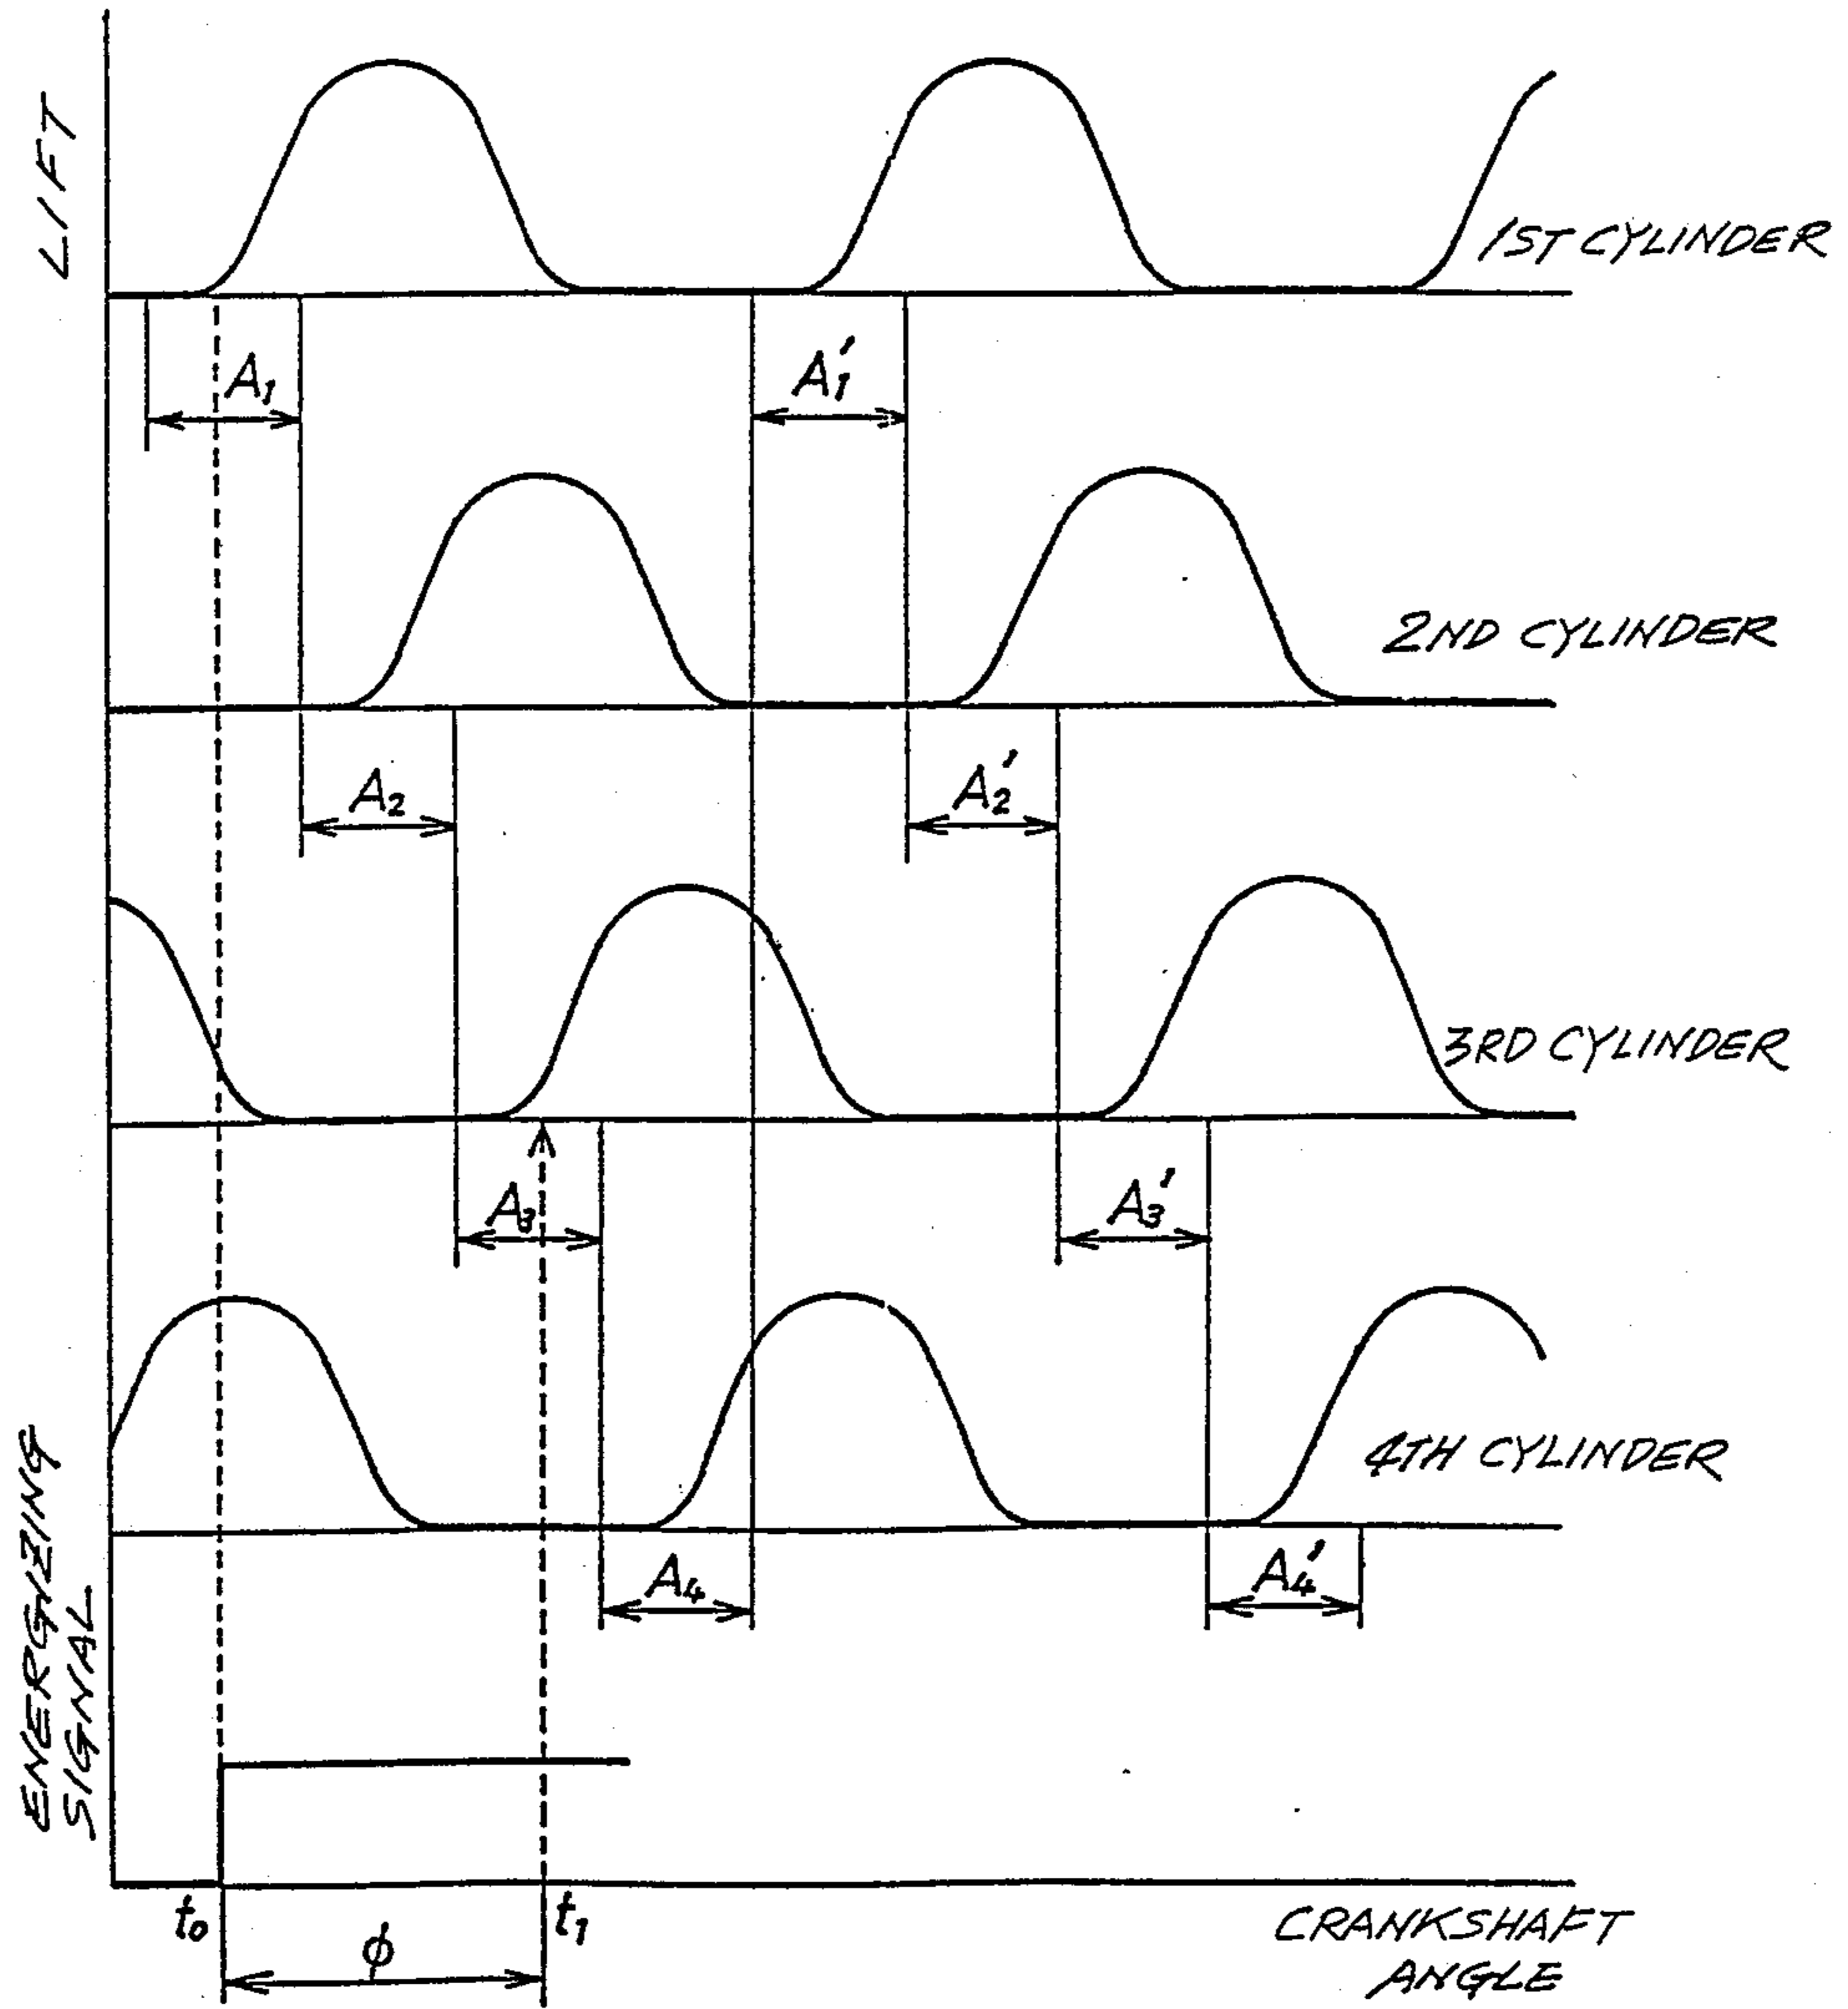 LIFT
1ST CYLINDER
A₁
A₁′
2ND CYLINDER
A₂
A₂′
3RD CYLINDER
A₃
A₃′
4TH CYLINDER
A₄
A₄′
ENERGIZING
SIGNAL
t₀
t₁
ϕ
CRANKSHAFT
ANGLE